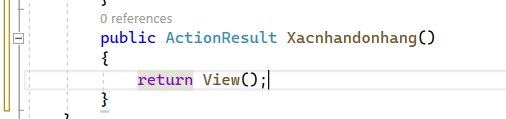 }
0 references
public ActionResult Xacnhandonhang()
{
return View();
}
}